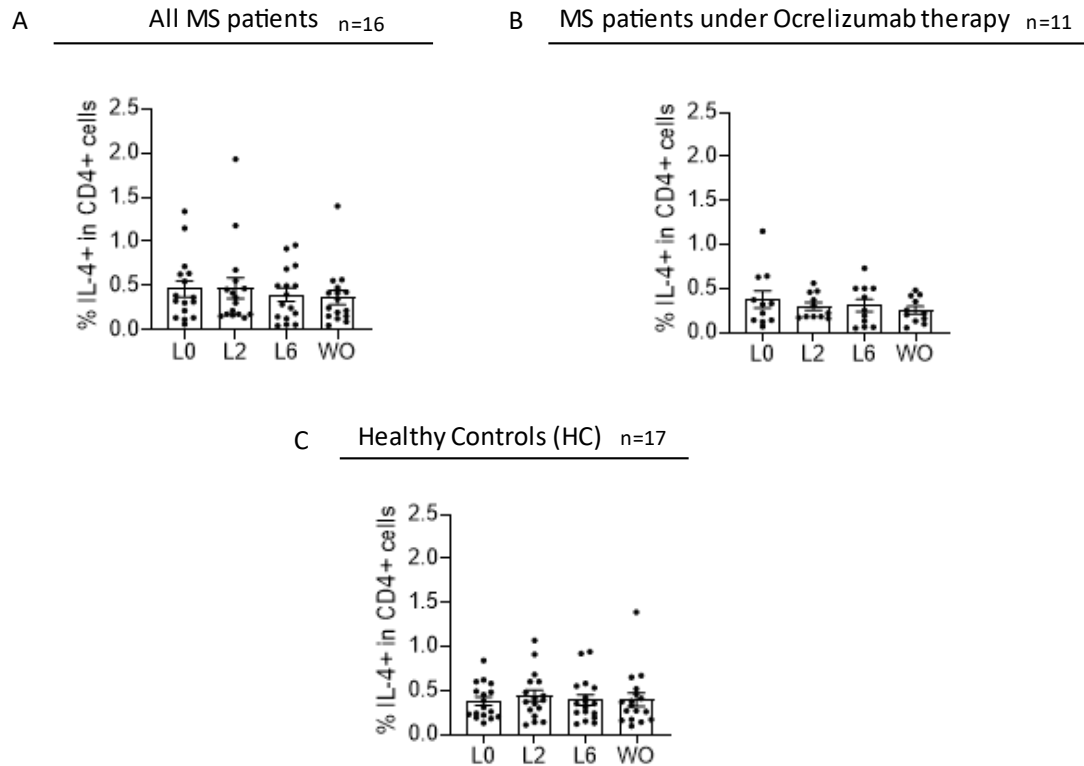 A All MS patients n=16
B MS patients under Ocrelizumab therapy n=11
% IL-4+ in CD4+ cells
2.5
2.0
1.5
1.0
0.5
0.0
L0 L2 L6 WO
% IL-4+ in CD4+ cells
2.5
2.0
1.5
1.0
0.5
0.0
L0 L2 L6 WO
C Healthy Controls (HC) n=17
% IL-4+ in CD4+ cells
2.5
2.0
1.5
1.0
0.5
0.0
L0 L2 L6 WO